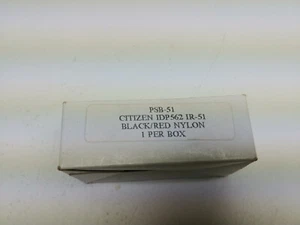 PSB-51
CITIZEN IDP562 IR-51
BLACK/RED NYLON
1 PER BOX